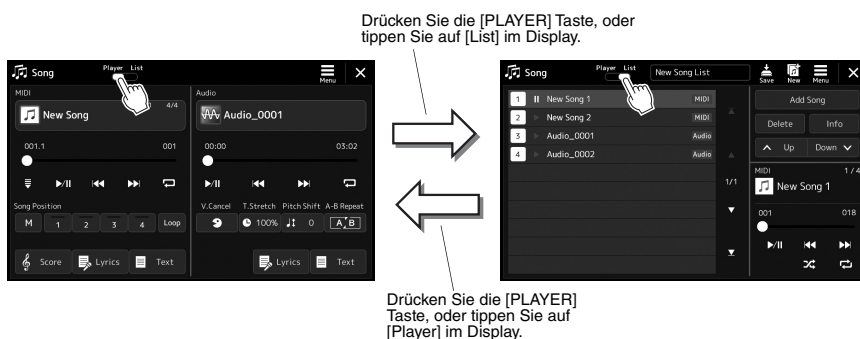 Drücken Sie die [PLAYER] Taste, oder
tippen Sie auf [List] im Display.
Song
Player List
Menu
MIDI
New Song
4/4
001.1
001
Song Position
M 1 2 3 4 Loop
Score Lyrics Text
Audio
Audio_0001
00:00
03:02
V.Cancel T.Stretch Pitch Shift A-B Repeat
100% 0 A B
Lyrics Text
Song
Player List
New Song List
Save New Menu
1 New Song 1 MIDI
2 New Song 2 MIDI
3 Audio_0001 Audio
4 Audio_0002 Audio
1/1
Add Song
Delete Info
Up Down
MIDI 1/4
New Song 1
001 018
Drücken Sie die [PLAYER]
Taste, oder tippen Sie auf
[Player] im Display.